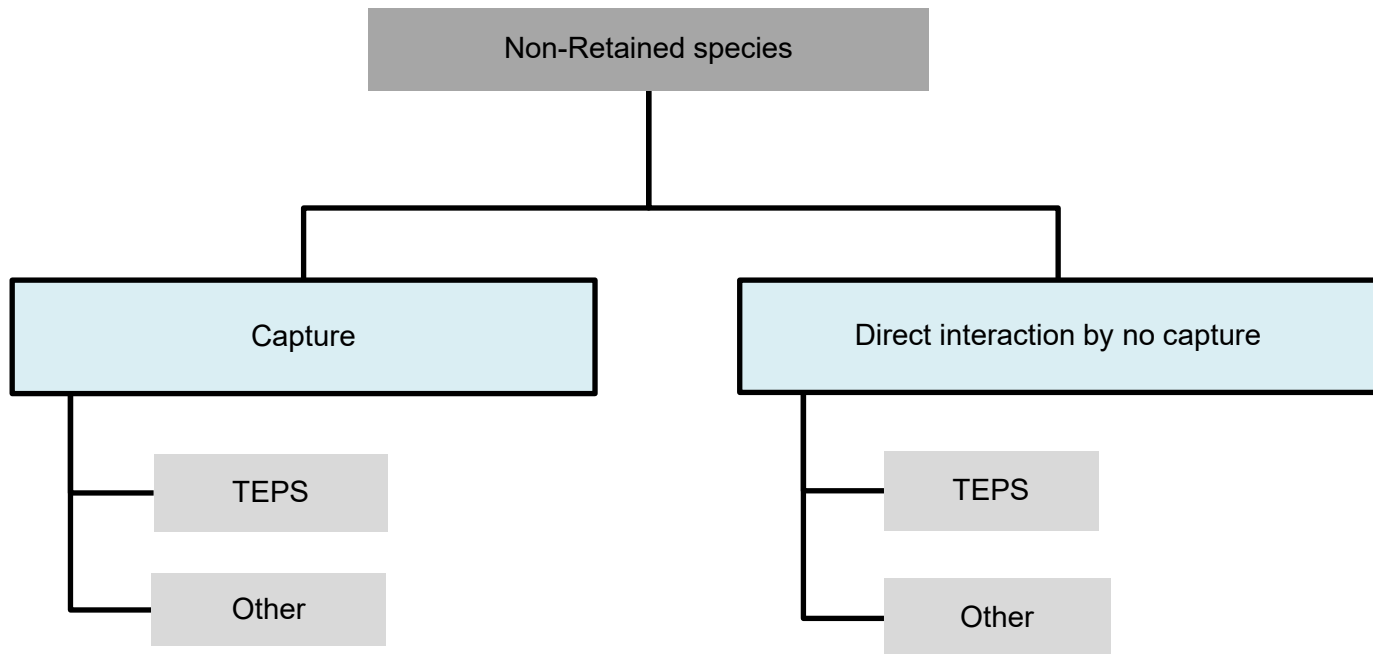 Non-Retained species
Capture
Direct interaction by no capture
TEPS
TEPS
Other
Other